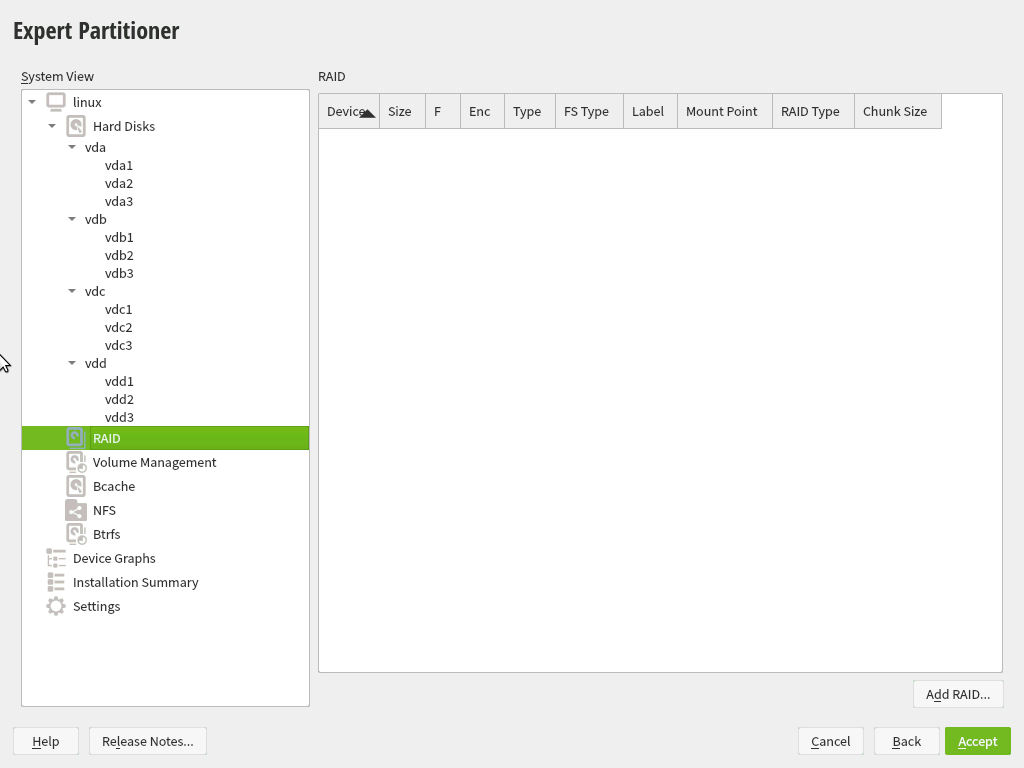 Expert Partitioner
System View
linux
Hard Disks
vda
vda1
vda2
vda3
vdb
vdb1
vdb2
vdb3
vdc
vdc1
vdc2
vdc3
vdd
vdd1
vdd2
vdd3
RAID
Volume Management
Bcache
NFS
Btrfs
Device Graphs
Installation Summary
Settings
RAID
Device Size F Enc Type FS Type Label Mount Point RAID Type Chunk Size
Add RAID...
Help Release Notes... Cancel Back Accept